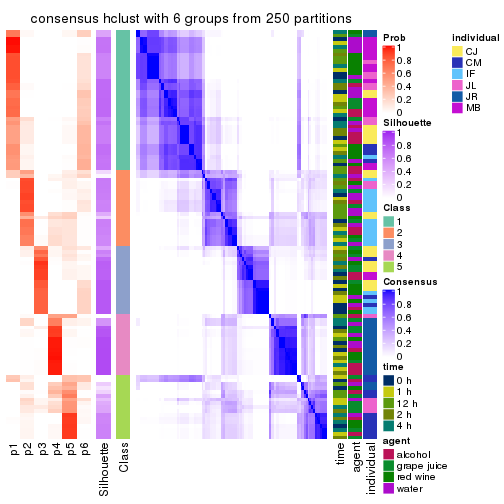 consensus hclust with 6 groups from 250 partitions
Prob
1
0.8
0.6
0.4
0.2
0
Silhouette
1
0.8
0.6
0.4
0.2
0
Class
1
2
3
4
5
Consensus
1
0.8
0.6
0.4
0.2
0
time
0 h
1 h
12 h
2 h
4 h
agent
alcohol
grape juice
red wine
water
individual
CJ
CM
IF
JL
JR
MB
p1
p2
p3
p4
p5
p6
Silhouette
Class
time
agent
individual